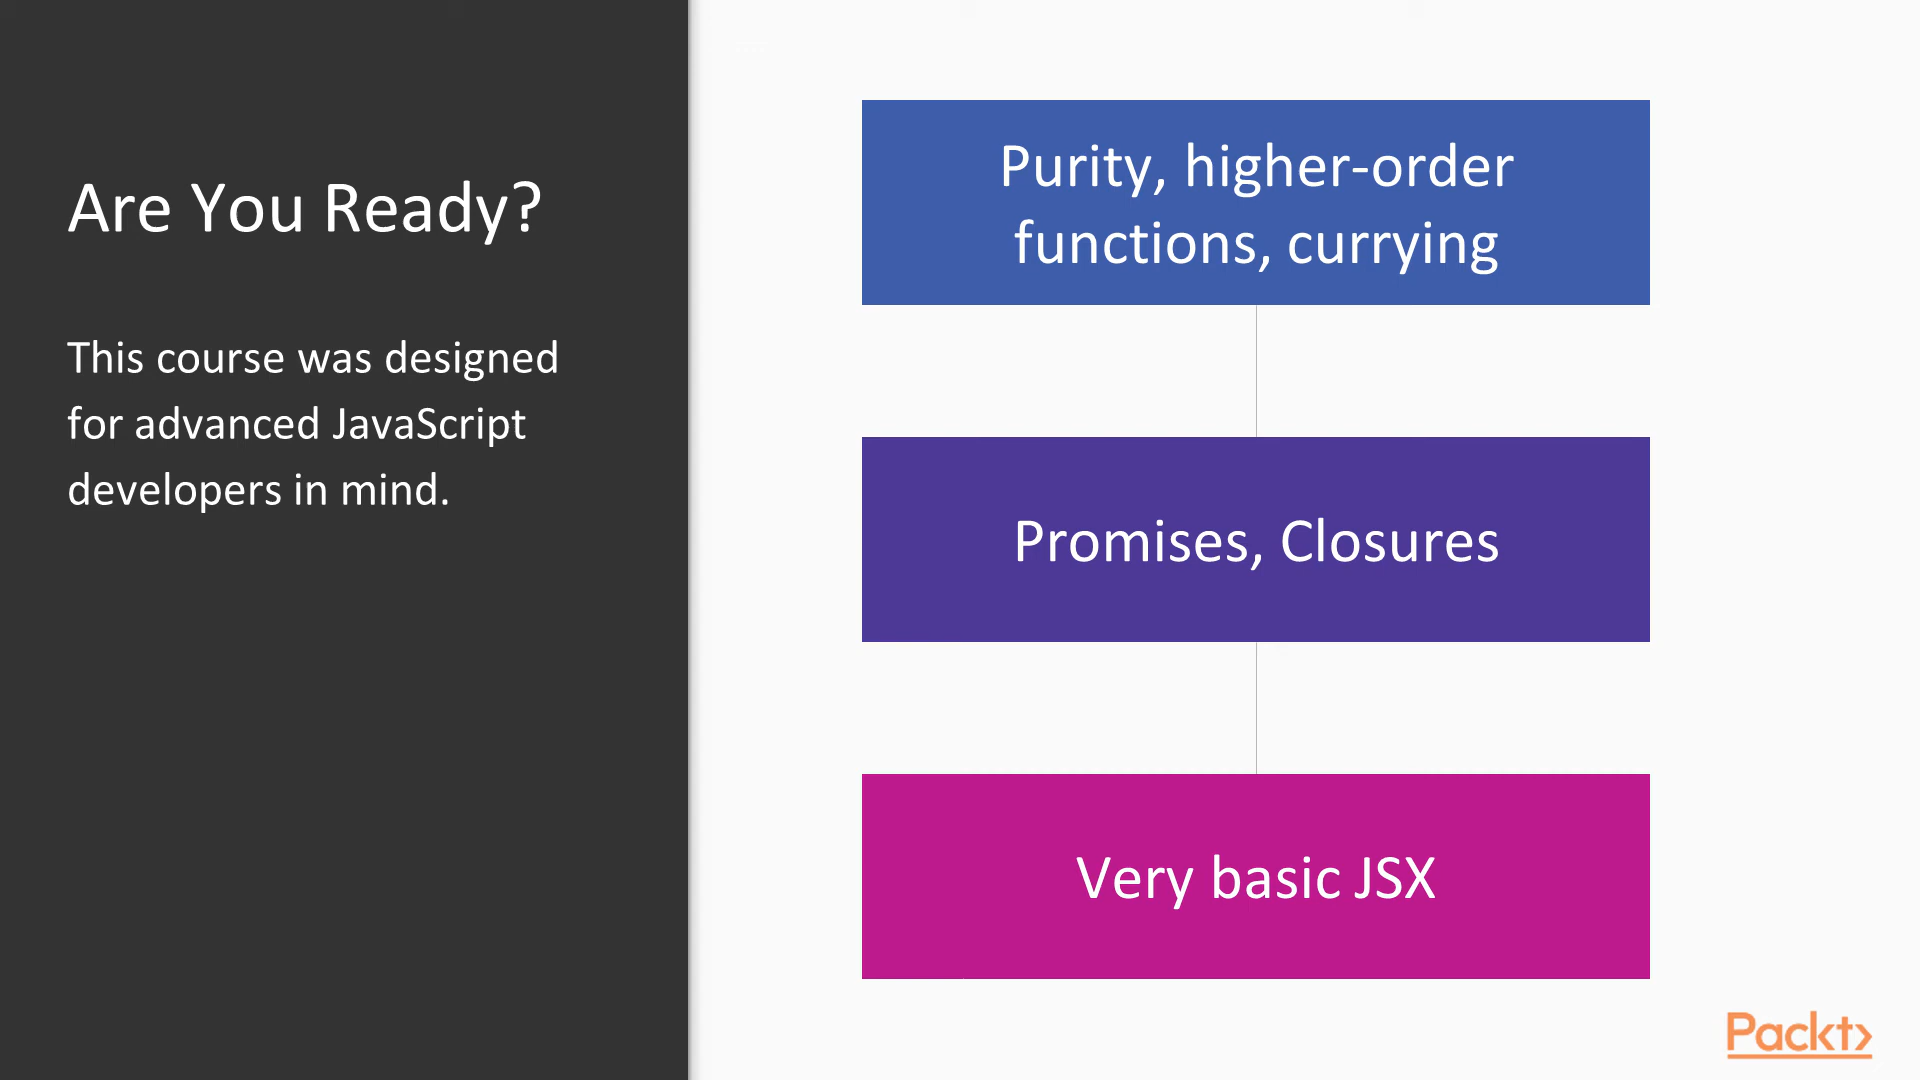 Are You Ready?
This course was designed
for advanced JavaScript
developers in mind.
Purity, higher-order
functions, currying
Promises, Closures
Very basic JSX
Packt>